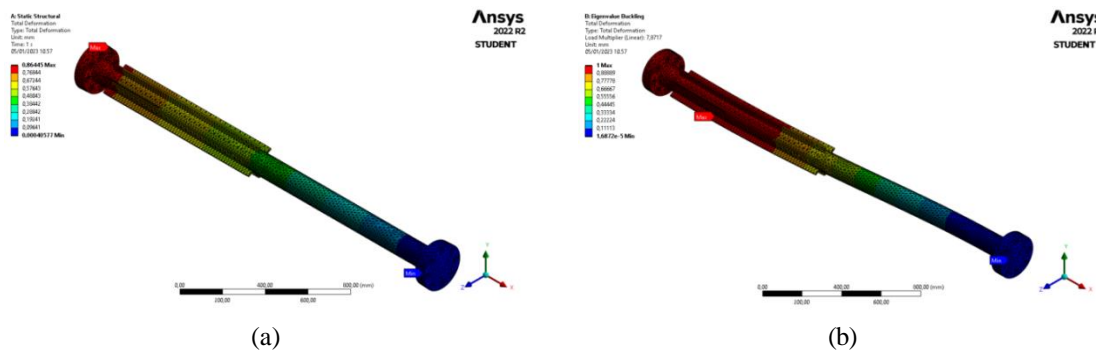 A: Static Structural
Total Deformation
Type: Total Deformation
Unit: mm
Time: 1 s
05/01/2023 10:57
0,86445 Max
0,76844
0,67244
0,57643
0,48043
0,38442
0,28842
0,19241
0,09641
0,00040577 Min
Ansys
2022 R2
STUDENT
Max
Min
0,00
200,00
400,00
600,00
800,00 (mm)
Y
Z
X
(a)
B: Eigenvalue Buckling
Total Deformation
Type: Total Deformation
Load Multiplier (Linear): 7,9717
Unit: mm
05/01/2023 10:57
1 Max
0,88889
0,77778
0,66667
0,55556
0,44445
0,33334
0,22224
0,11113
1,6872e-5 Min
Ansys
2022 R
STUDENT
Max
Min
0,00
200,00
400,00
600,00
800,00 (mm)
Y
Z
X
(b)